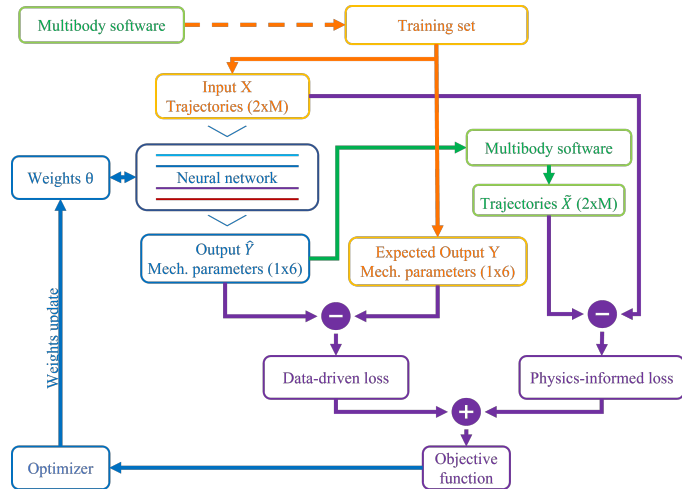 Multibody software
Training set
Input X
Trajectories (2xM)
Multibody software
Weights θ
Neural network
Trajectories X̃ (2xM)
Output Ŷ
Mech. parameters (1x6)
Expected Output Y
Mech. parameters (1x6)
−
−
Weights update
Data-driven loss
Physics-informed loss
+
Optimizer
Objective
function